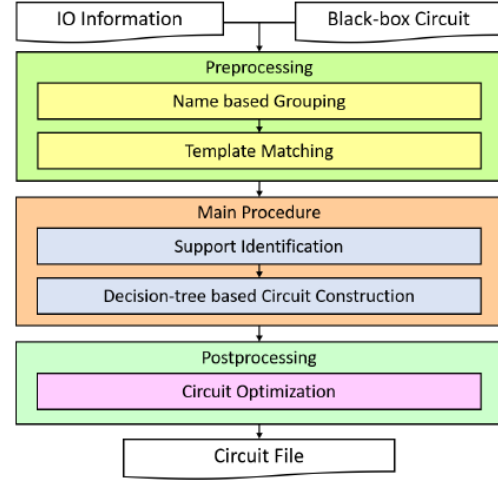 IO Information
Black-box Circuit
Preprocessing
Name based Grouping
Template Matching
Main Procedure
Support Identification
Decision-tree based Circuit Construction
Postprocessing
Circuit Optimization
Circuit File